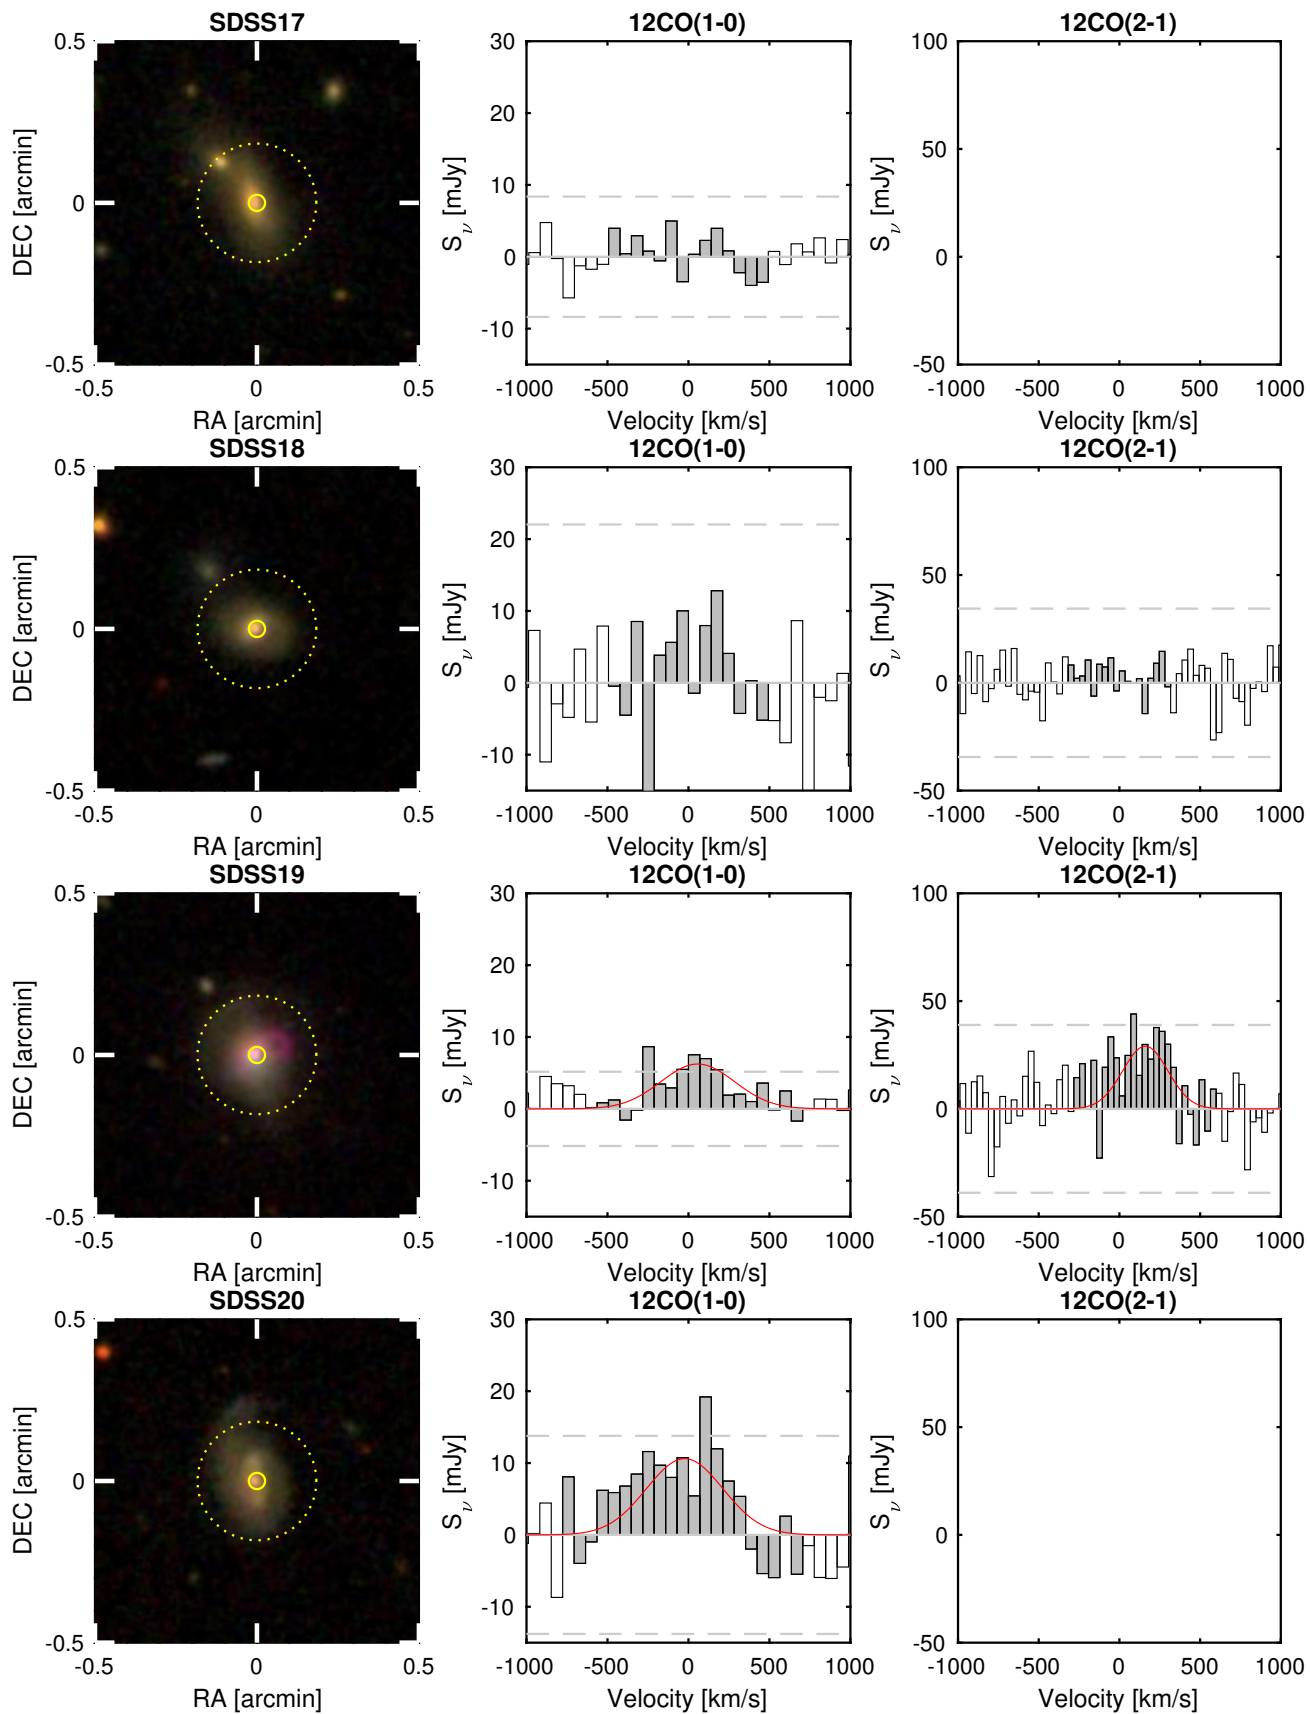 SDSS17
12CO(1-0)
12CO(2-1)
0.5
0
-0.5
DEC [arcmin]
-0.5
0
0.5
RA [arcmin]
30
20
10
0
-10
S_ν [mJy]
-1000
-500
0
500
1000
Velocity [km/s]
100
50
0
-50
S_ν [mJy]
-1000
-500
0
500
1000
Velocity [km/s]
SDSS18
12CO(1-0)
12CO(2-1)
0.5
0
-0.5
DEC [arcmin]
-0.5
0
0.5
RA [arcmin]
30
20
10
0
-10
S_ν [mJy]
-1000
-500
0
500
1000
Velocity [km/s]
100
50
0
-50
S_ν [mJy]
-1000
-500
0
500
1000
Velocity [km/s]
SDSS19
12CO(1-0)
12CO(2-1)
0.5
0
-0.5
DEC [arcmin]
-0.5
0
0.5
RA [arcmin]
30
20
10
0
-10
S_ν [mJy]
-1000
-500
0
500
1000
Velocity [km/s]
100
50
0
-50
S_ν [mJy]
-1000
-500
0
500
1000
Velocity [km/s]
SDSS20
12CO(1-0)
12CO(2-1)
0.5
0
-0.5
DEC [arcmin]
-0.5
0
0.5
RA [arcmin]
30
20
10
0
-10
S_ν [mJy]
-1000
-500
0
500
1000
Velocity [km/s]
100
50
0
-50
S_ν [mJy]
-1000
-500
0
500
1000
Velocity [km/s]